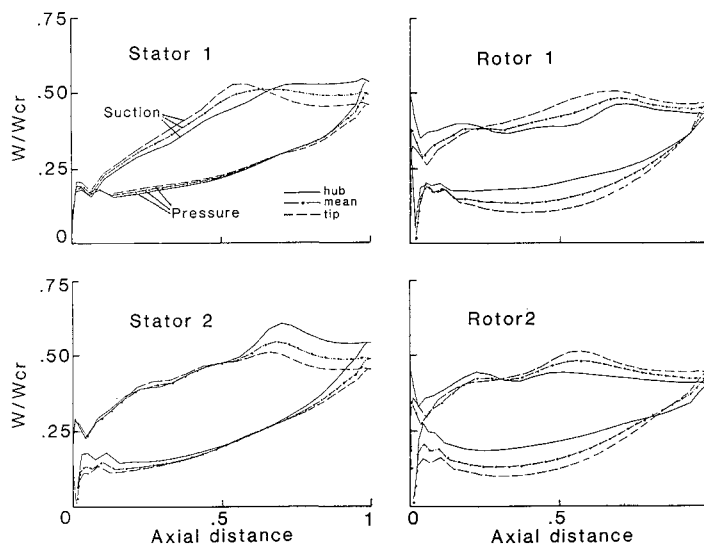 .75
Stator 1
Rotor 1
.50
Suction
W/Wcr
.25
Pressure
hub
mean
tip
0
.75
Stator 2
Rotor2
.50
W/Wcr
.25
0 .5 1
0 .5
Axial distance
Axial distance